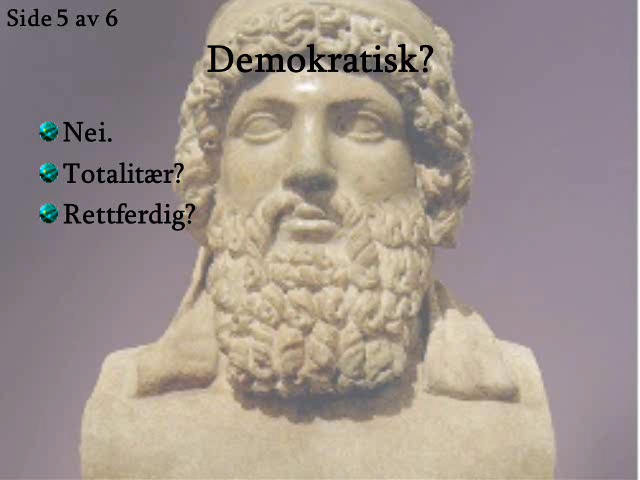 Side 5 av 6
Demokratisk?
Nei.
Totalitær?
Rettferdig?